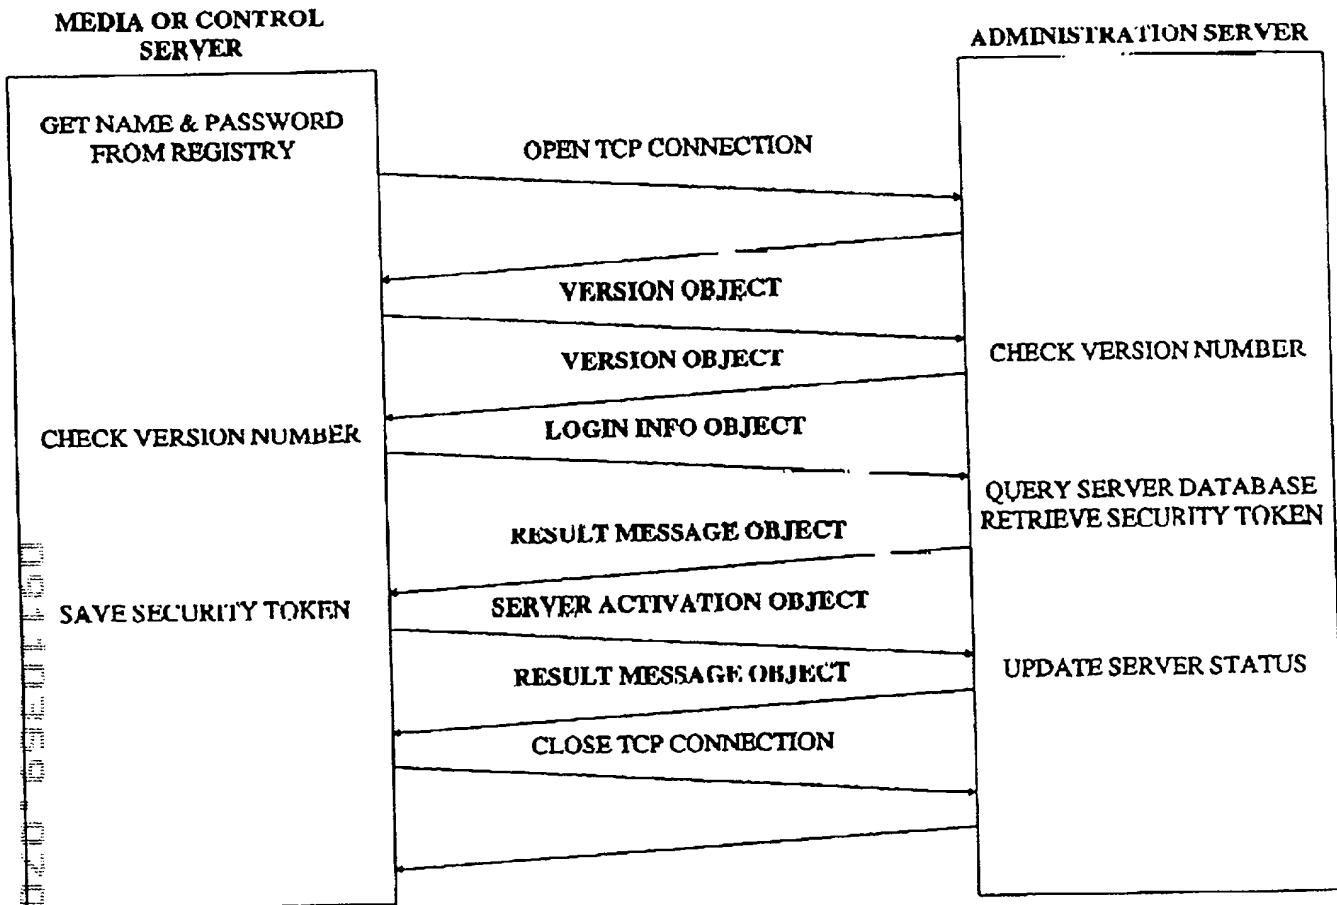 MEDIA OR CONTROL
SERVER
ADMINISTRATION SERVER
GET NAME & PASSWORD
FROM REGISTRY
OPEN TCP CONNECTION
VERSION OBJECT
VERSION OBJECT
CHECK VERSION NUMBER
CHECK VERSION NUMBER
LOGIN INFO OBJECT
QUERY SERVER DATABASE
RETRIEVE SECURITY TOKEN
RESULT MESSAGE OBJECT
SAVE SECURITY TOKEN
SERVER ACTIVATION OBJECT
RESULT MESSAGE OBJECT
UPDATE SERVER STATUS
CLOSE TCP CONNECTION